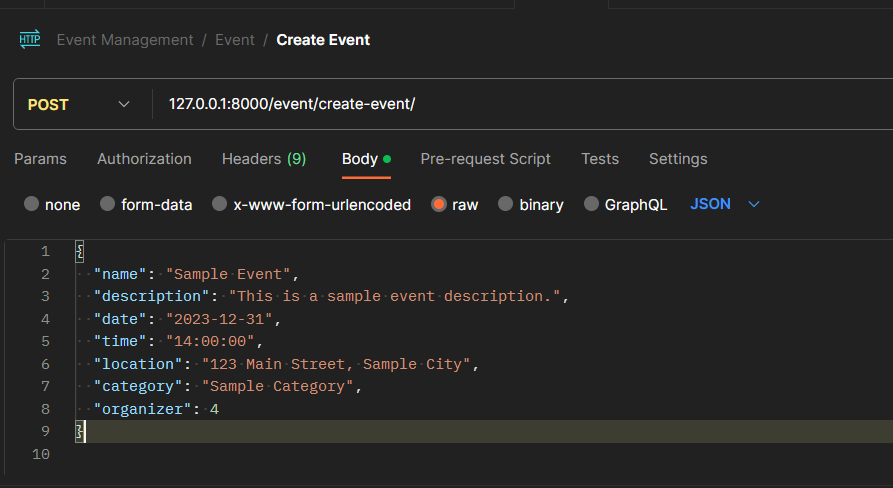 HTTP Event Management / Event / Create Event
POST 127.0.0.1:8000/event/create-event/
Params Authorization Headers (9) Body Pre-request Script Tests Settings
none form-data x-www-form-urlencoded raw binary GraphQL JSON
1 {
2 "name": "Sample Event",
3 "description": "This is a sample event description.",
4 "date": "2023-12-31",
5 "time": "14:00:00",
6 "location": "123 Main Street, Sample City",
7 "category": "Sample Category",
8 "organizer": 4
9 }
10